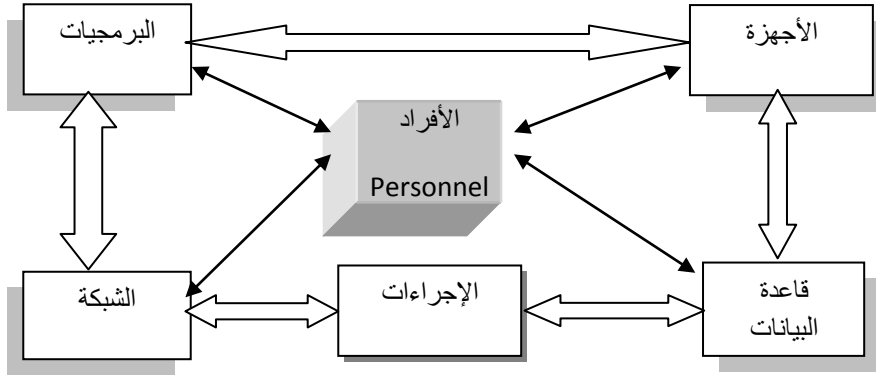 الأجهزة
البرمجيات
الأفراد
Personnel
قاعدة
البيانات
الإجراءات
الشبكة